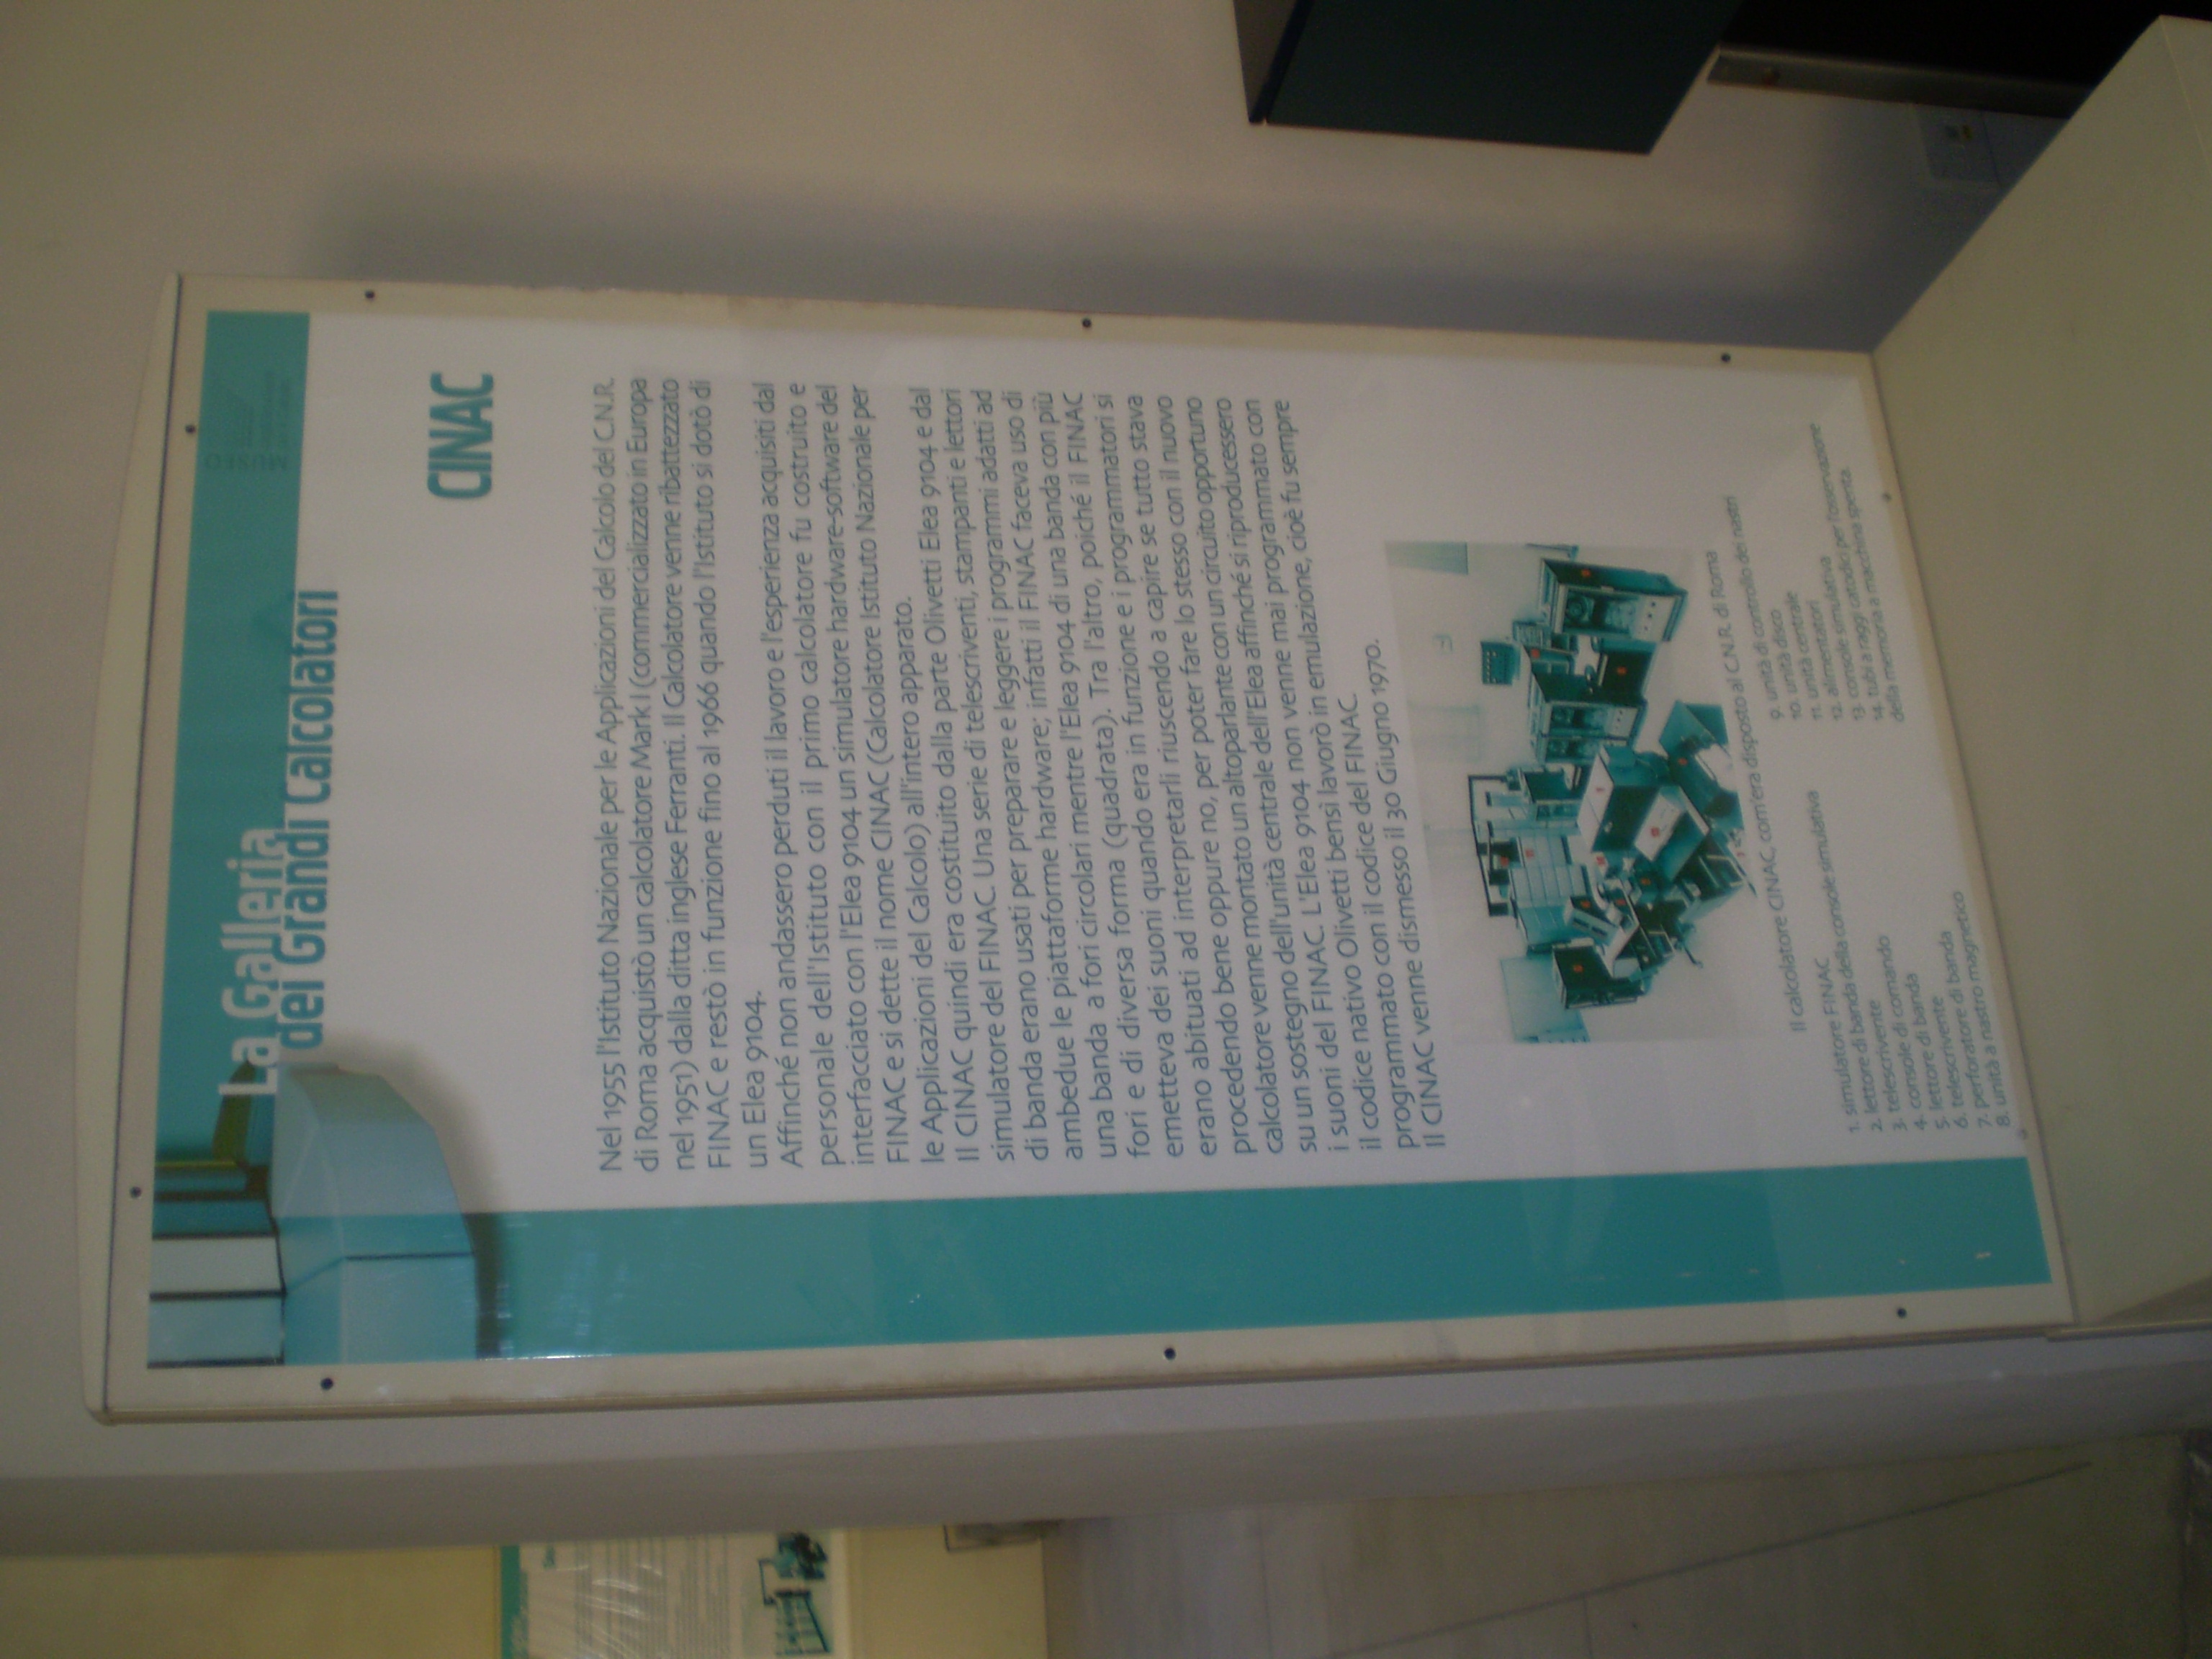 MUSEO
La Galleria
dei Grandi Calcolatori
CINAC
Nel 1955 l'Istituto Nazionale per le Applicazioni del Calcolo del C.N.R.
di Roma acquistò un calcolatore Mark I (commercializzato in Europa
nel 1951) dalla ditta inglese Ferranti. Il Calcolatore venne ribattezzato
FINAC e restò in funzione fino al 1966 quando l'Istituto si dotò di
un Elea 9104.
Affinché non andassero perduti il lavoro e l'esperienza acquisiti dal
personale dell'Istituto con il primo calcolatore fu costruito e
interfacciato con l'Elea 9104 un simulatore hardware-software del
FINAC e si dette il nome CINAC (Calcolatore Istituto Nazionale per
le Applicazioni del Calcolo) all'intero apparato.
Il CINAC quindi era costituito dalla parte Olivetti Elea 9104 e dal
simulatore del FINAC. Una serie di telescriventi, stampanti e lettori
di banda erano usati per preparare e leggere i programmi adatti ad
ambedue le piattaforme hardware; infatti il FINAC faceva uso di
una banda a fori circolari mentre l'Elea 9104 di una banda con più
fori e di diversa forma (quadrata). Tra l'altro, poiché il FINAC
emetteva dei suoni quando era in funzione e i programmatori si
erano abituati ad interpretarli riuscendo a capire se tutto stava
procedendo bene oppure no, per poter fare lo stesso con il nuovo
calcolatore venne montato un altoparlante con un circuito opportuno
su un sostegno dell'unità centrale dell'Elea affinché si riproducessero
i suoni del FINAC. L'Elea 9104 non venne mai programmato con
il codice nativo Olivetti bensì lavorò in emulazione, cioè fu sempre
programmato con il codice del FINAC.
Il CINAC venne dismesso il 30 Giugno 1970.
Il calcolatore CINAC com'era disposto al C.N.R. di Roma
1. simulatore FINAC
2. lettore di banda della console simulativa
3. telescrivente
4. console di comando
5. lettore di banda
6. telescrivente
7. perforatore di banda
8. unità a nastro magnetico
9. unità di controllo dei nastri
10. unità disco
11. unità centrale
12. alimentatori
13. console simulativa
14. tubi a raggi catodici per l'osservazione
della memoria a macchina spenta